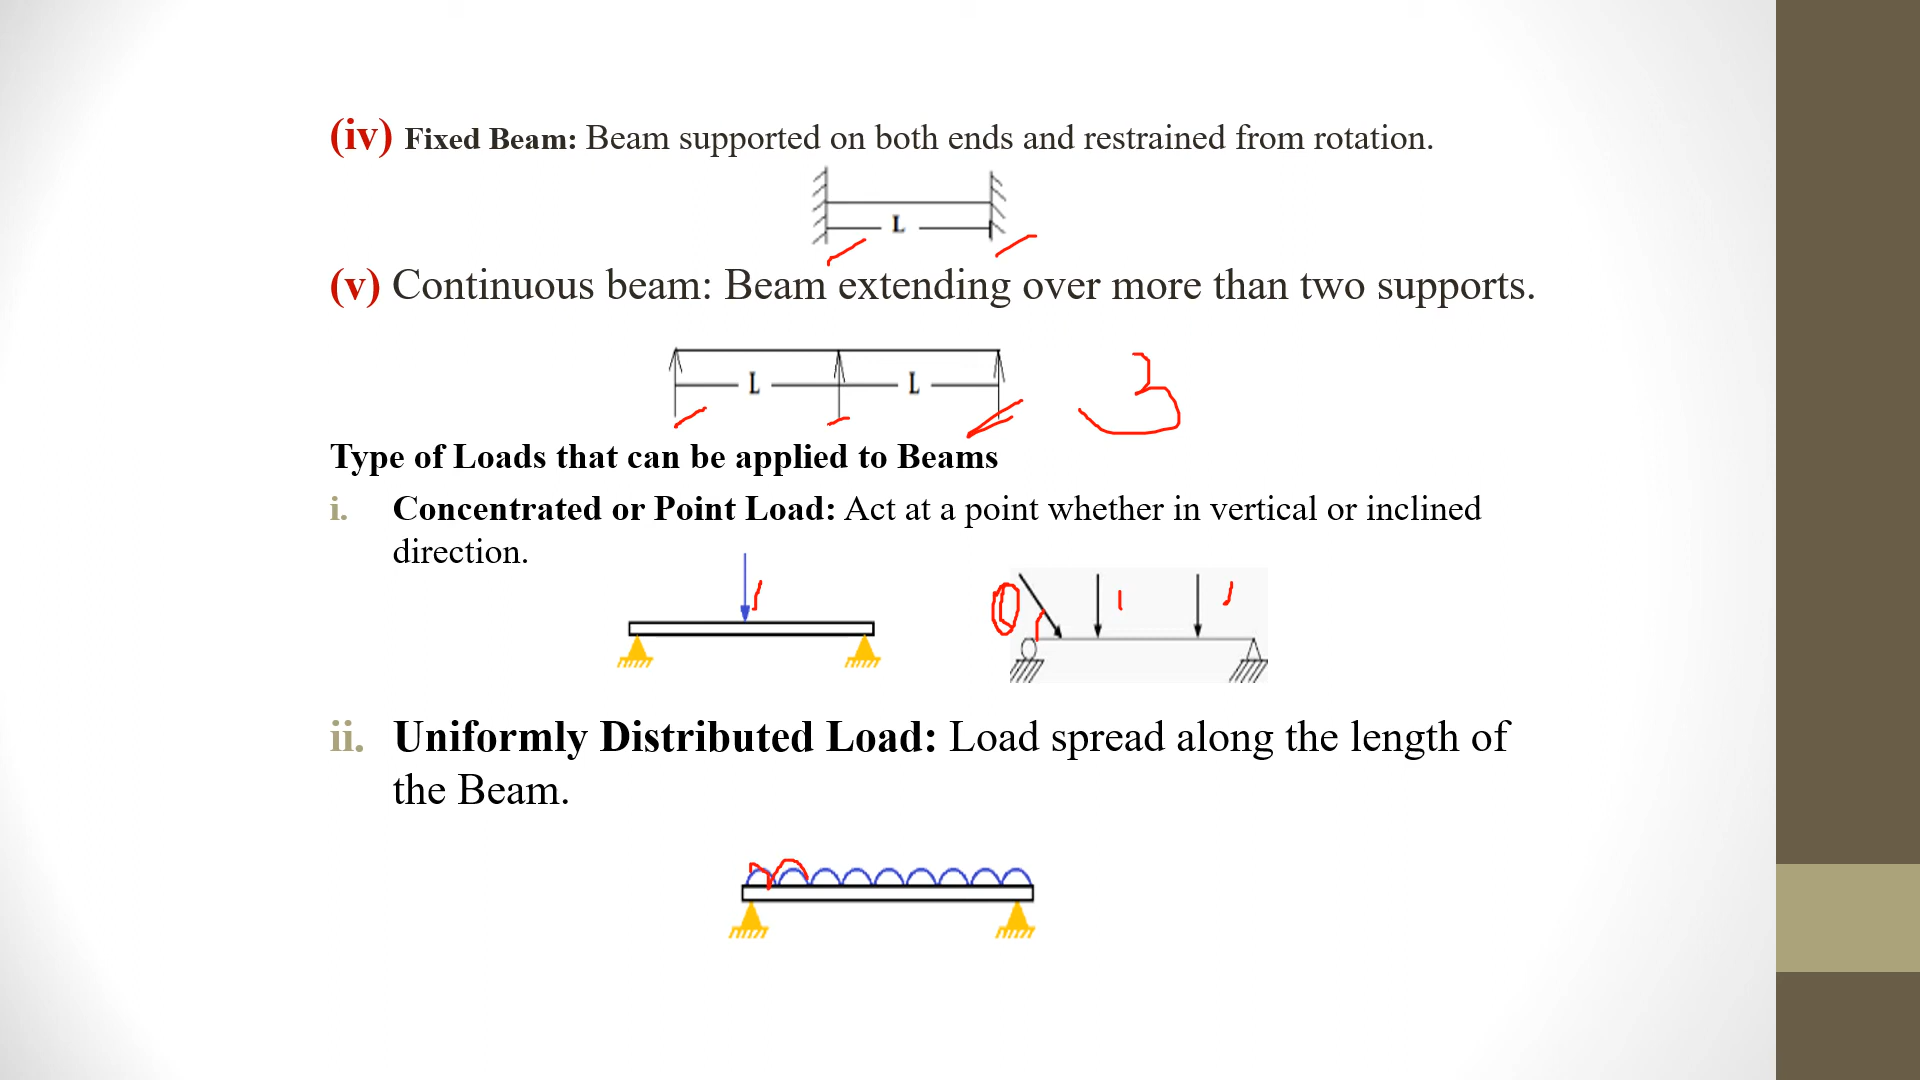 (iv) Fixed Beam: Beam supported on both ends and restrained from rotation.
L
(v) Continuous beam: Beam extending over more than two supports.
L L 3
Type of Loads that can be applied to Beams
i. Concentrated or Point Load: Act at a point whether in vertical or inclined
direction.
ii. Uniformly Distributed Load: Load spread along the length of
the Beam.